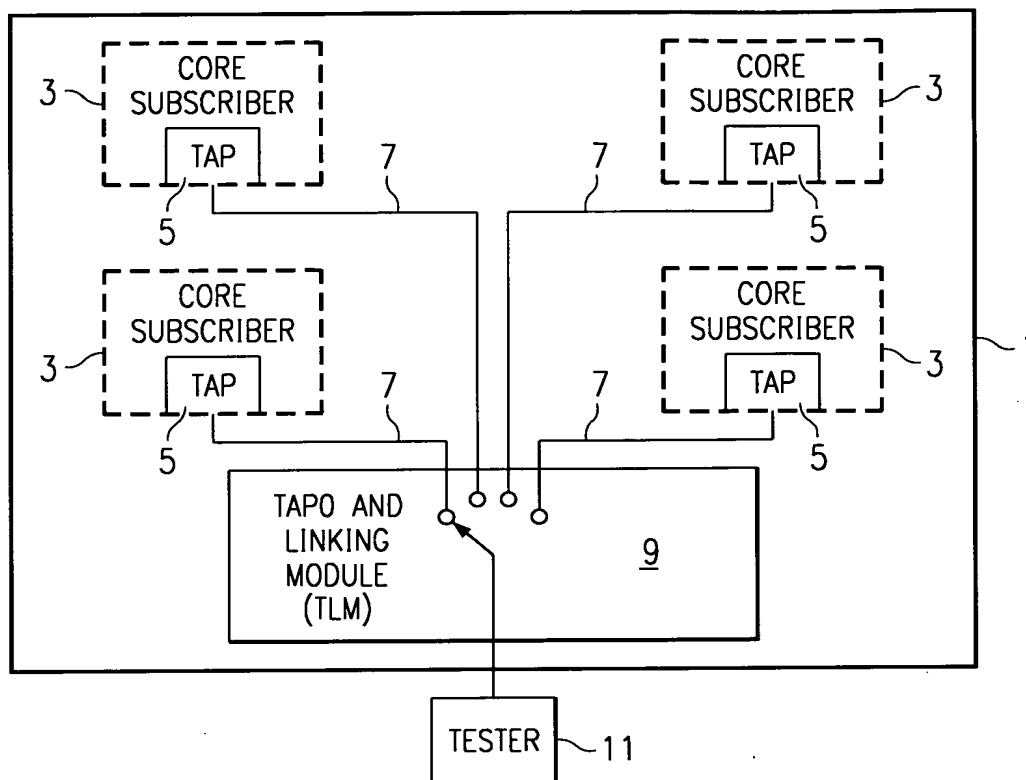 CORE
SUBSCRIBER
TAP
3
5
7
CORE
SUBSCRIBER
TAP
3
5
7
CORE
SUBSCRIBER
TAP
3
5
7
CORE
SUBSCRIBER
TAP
3
5
7
TAPO AND
LINKING
MODULE
(TLM)
9
TESTER
11